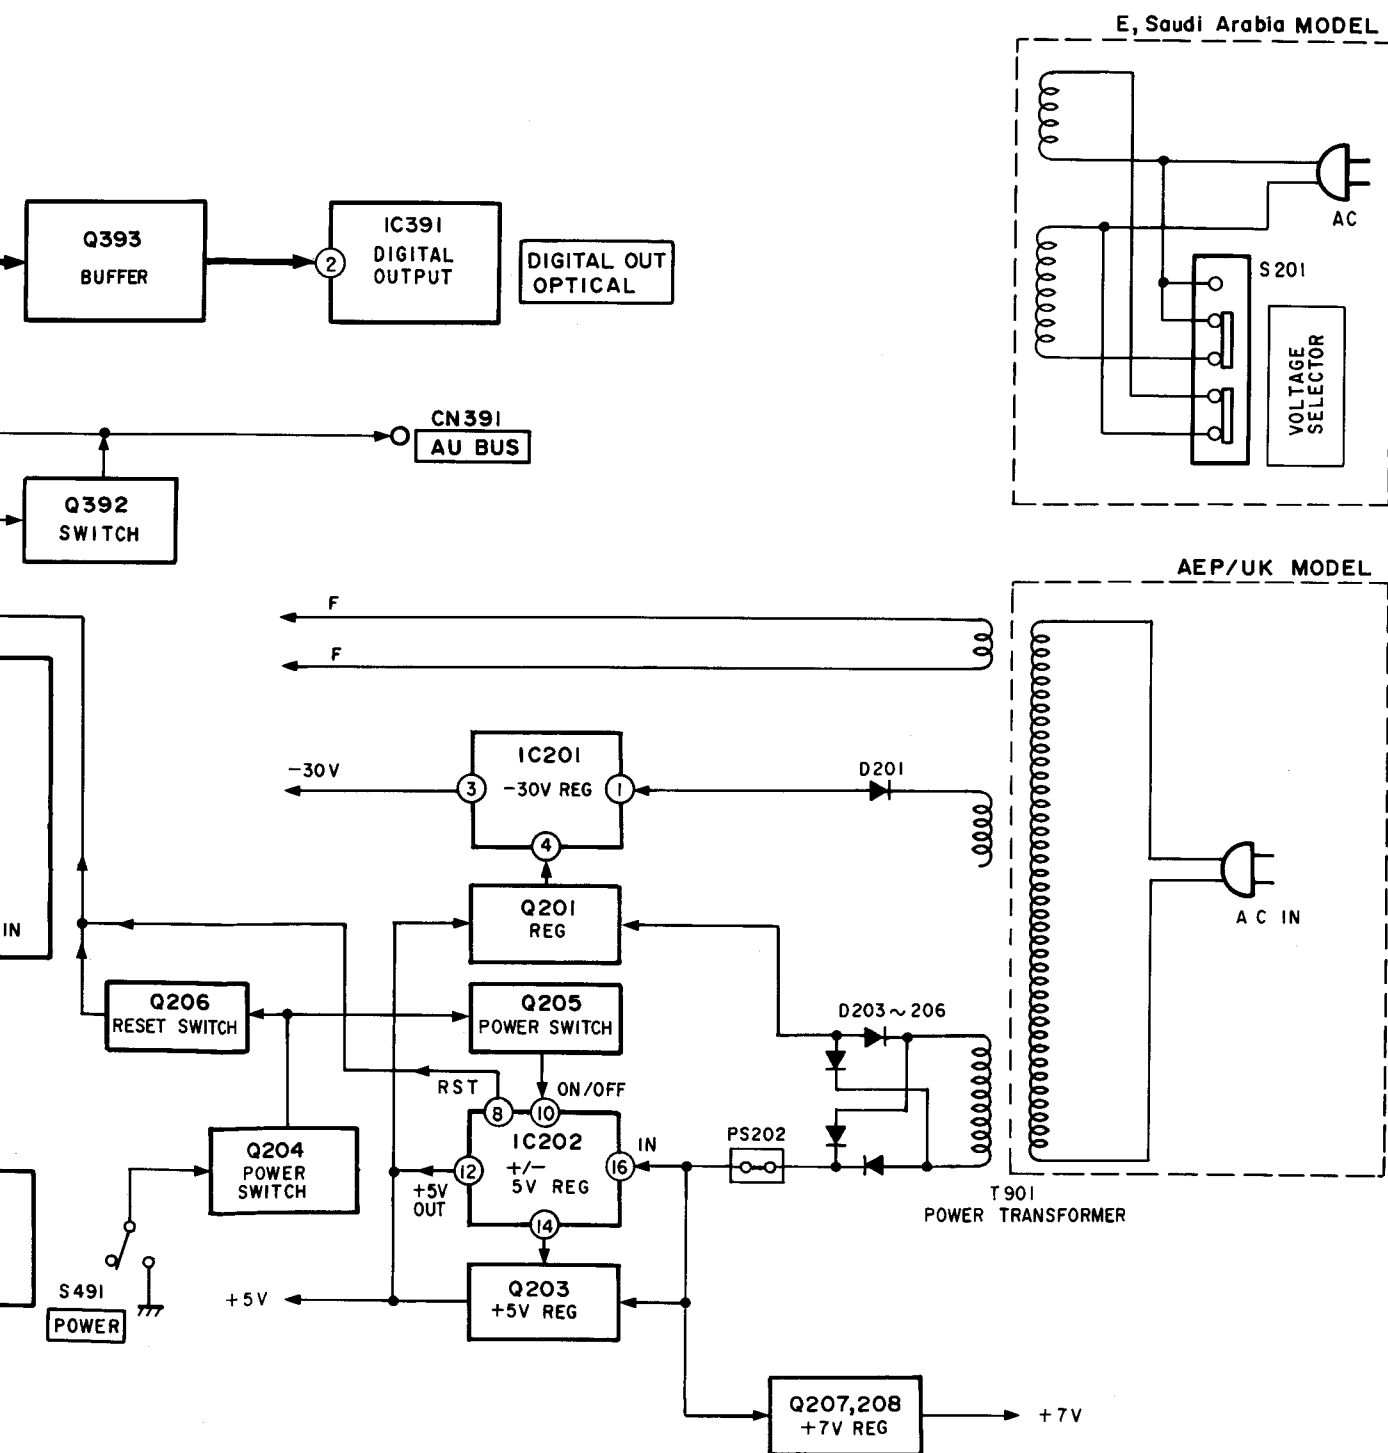 E, Saudi Arabia MODEL
AC
S201
VOLTAGE
SELECTOR
Q393
BUFFER
2
IC391
DIGITAL
OUTPUT
DIGITAL OUT
OPTICAL
CN391
AU BUS
Q392
SWITCH
AEP/UK MODEL
F
F
IC201
-30V REG
3
1
4
-30V
D201
Q201
REG
IN
AC IN
Q206
RESET SWITCH
Q205
POWER SWITCH
D203~206
RST
ON/OFF
8
10
IC202
+/-
5V REG
12
16
14
IN
PS202
+5V
OUT
Q204
POWER
SWITCH
T901
POWER TRANSFORMER
S491
POWER
+5V
Q203
+5V REG
Q207,208
+7V REG
+7V